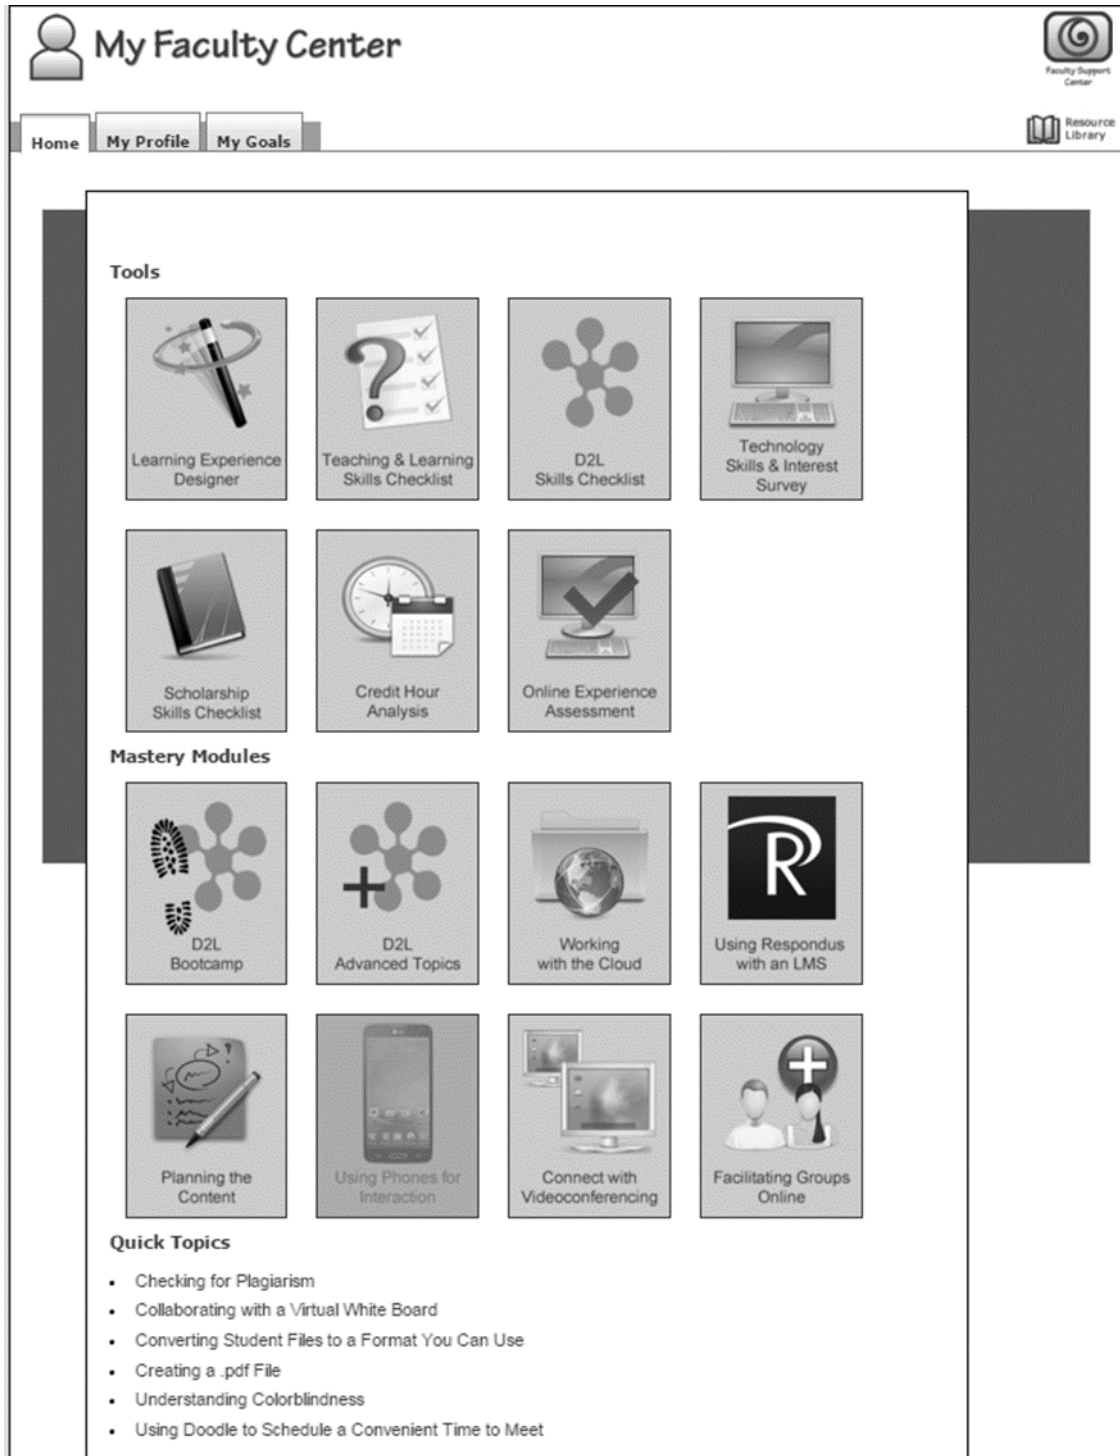 My Faculty Center
Faculty Support
Center
Home
My Profile
My Goals
Resource
Library
Tools
Learning Experience
Designer
Teaching & Learning
Skills Checklist
D2L
Skills Checklist
Technology
Skills & Interest
Survey
Scholarship
Skills Checklist
Credit Hour
Analysis
Online Experience
Assessment
Mastery Modules
D2L
Bootcamp
D2L
Advanced Topics
Working
with the Cloud
R
Using Respondus
with an LMS
Planning the
Content
Using Phones for
Interaction
Connect with
Videoconferencing
Facilitating Groups
Online
Quick Topics
• Checking for Plagiarism
• Collaborating with a Virtual White Board
• Converting Student Files to a Format You Can Use
• Creating a .pdf File
• Understanding Colorblindness
• Using Doodle to Schedule a Convenient Time to Meet